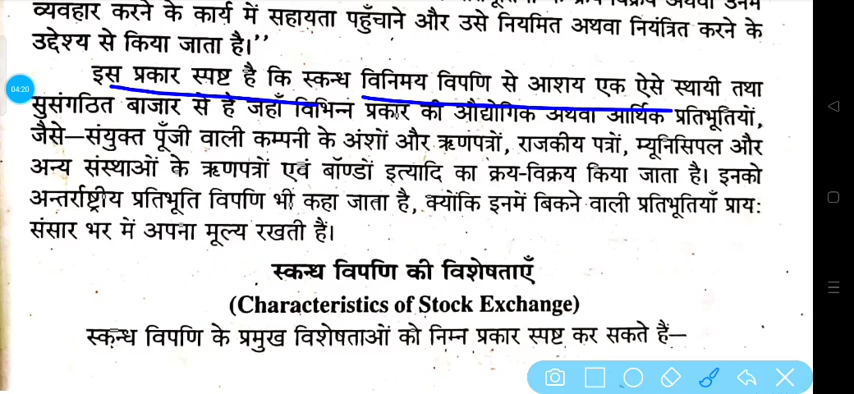 व्यवहार करने के कार्य में सहायता पहुँचाने और उसे नियमित अथवा नियंत्रित करने के
उद्देश्य से किया जाता है।''
इस प्रकार स्पष्ट है कि स्कन्ध विनिमय विपणि से आशय एक ऐसे स्थायी तथा
04:20
सुसंगठित बाजार से है जहाँ विभिन्न प्रकार की औद्योगिक अथवा आर्थिक प्रतिभूतियों,
जैसे—संयुक्त पूँजी वाली कम्पनी के अंशों और ऋणपत्रों, राजकीय पत्रों, म्यूनिसिपल और
अन्य संस्थाओं के ऋणपत्रों एवं बॉण्डों इत्यादि का क्रय-विक्रय किया जाता है। इनको
अन्तर्राष्ट्रीय प्रतिभूति विपणि भी कहा जाता है, क्योंकि इनमें बिकने वाली प्रतिभूतियाँ प्रायः
संसार भर में अपना मूल्य रखती हैं।
स्कन्ध विपणि की विशेषताएँ
(Characteristics of Stock Exchange)
स्कन्ध विपणि के प्रमुख विशेषताओं को निम्न प्रकार स्पष्ट कर सकते हैं—